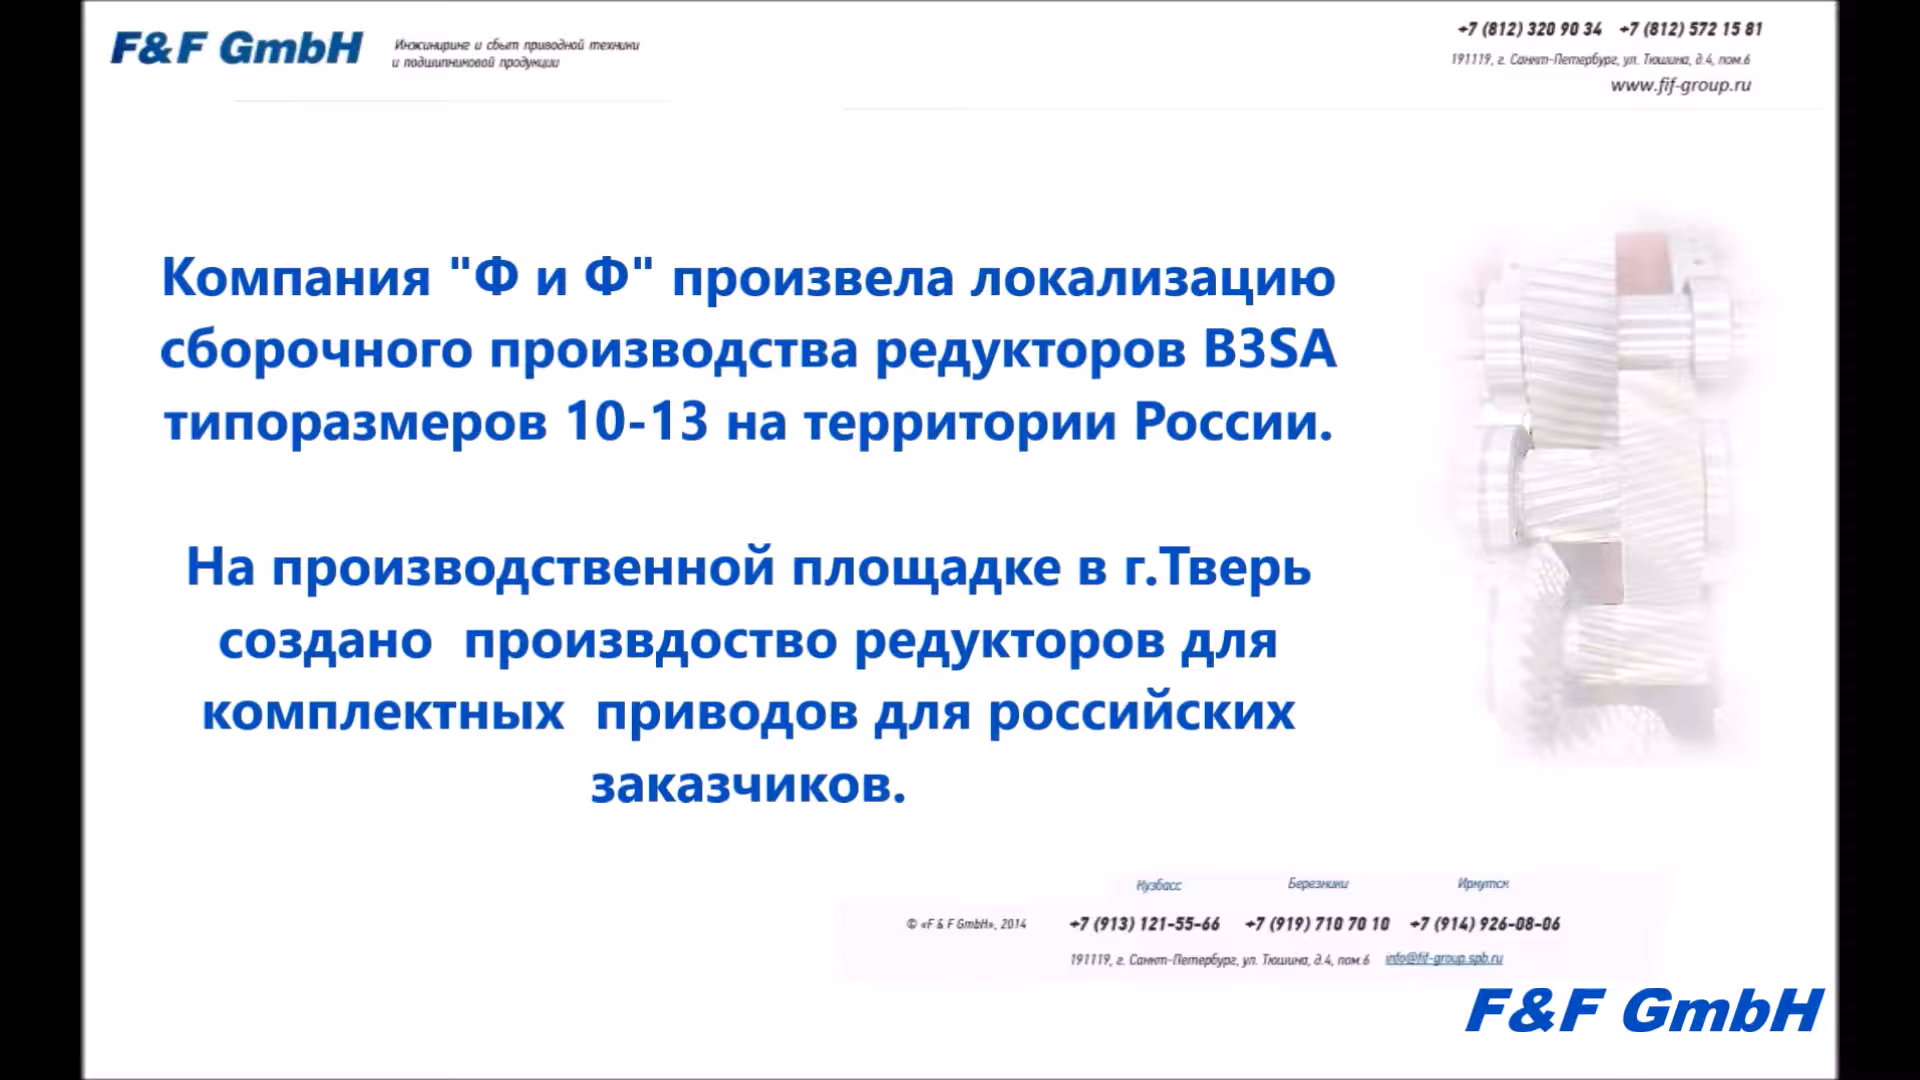 F&F GmbH
Инжиниринг и сбыт приводной техники
и подшипниковой продукции
+7 (812) 320 90 34 +7 (812) 572 15 81
191119, г. Санкт-Петербург, ул. Тюшина, д.4, пом.6
www.fif-group.ru
Компания "Ф и Ф" произвела локализацию
сборочного производства редукторов B3SA
типоразмеров 10-13 на территории России.
На производственной площадке в г.Тверь
создано произвдоство редукторов для
комплектных приводов для российских
заказчиков.
Кузбасс Березники Иркутск
© «F & F GmbH», 2014 +7 (913) 121-55-66 +7 (919) 710 70 10 +7 (914) 926-08-06
191119, г. Санкт-Петербург, ул. Тюшина, д.4, пом.6 info@fif-group.spb.ru
F&F GmbH